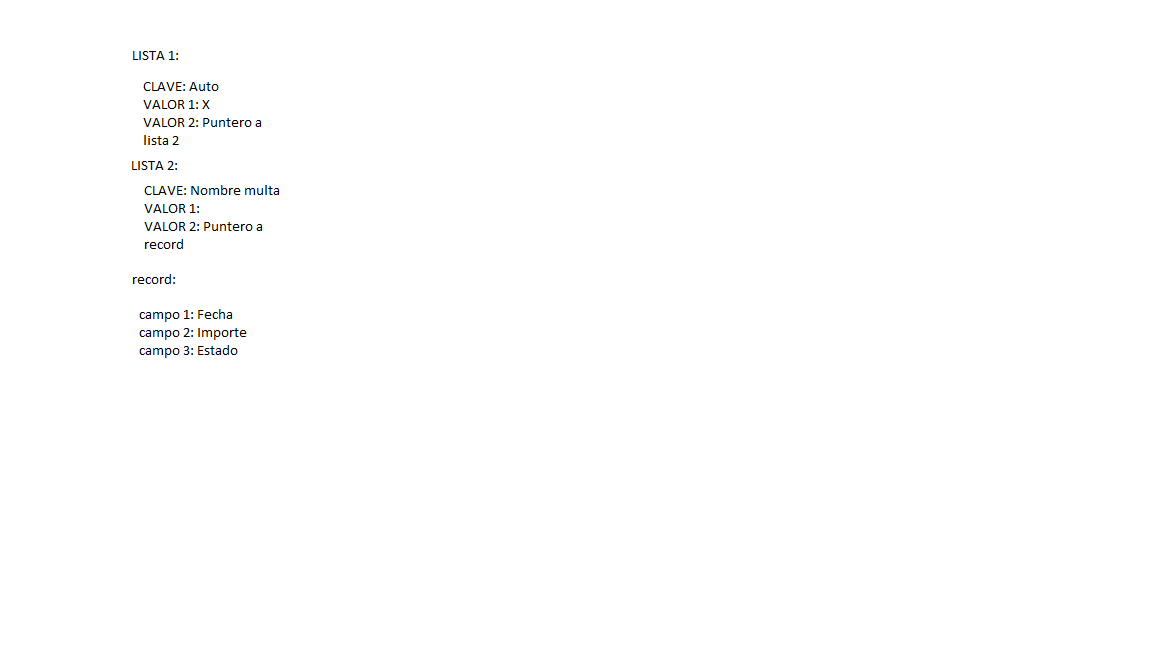 LISTA 1:
CLAVE: Auto
VALOR 1: X
VALOR 2: Puntero a
lista 2
LISTA 2:
CLAVE: Nombre multa
VALOR 1:
VALOR 2: Puntero a
record
record:
campo 1: Fecha
campo 2: Importe
campo 3: Estado